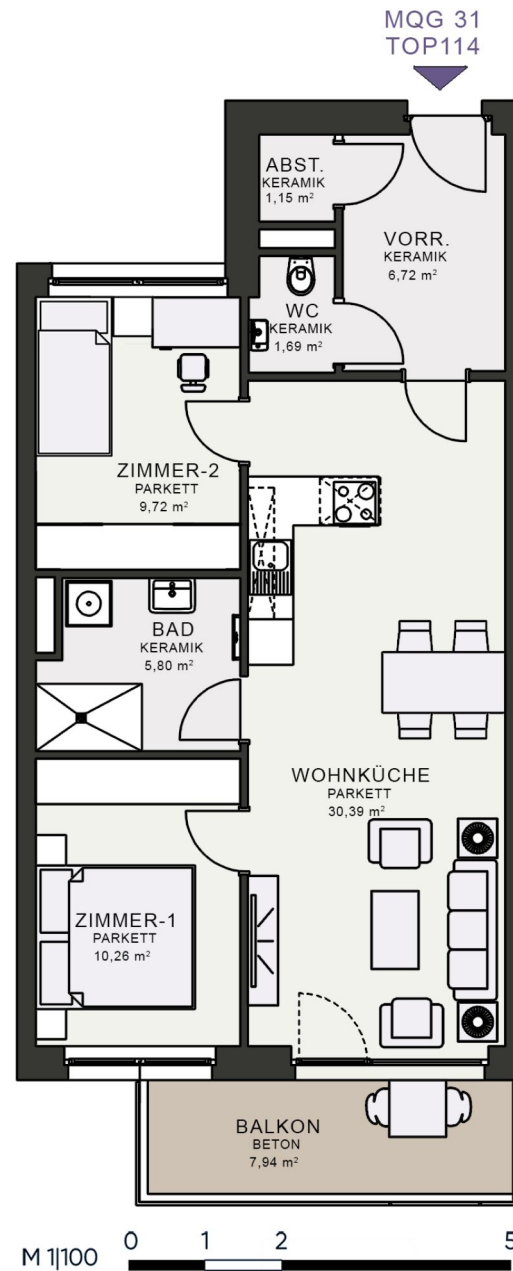 MQG 31
TOP114
ABST.
KERAMIK
1,15 m²
VORR.
KERAMIK
6,72 m²
WC
KERAMIK
1,69 m²
ZIMMER-2
PARKETT
9,72 m²
BAD
KERAMIK
5,80 m²
WOHNKÜCHE
PARKETT
30,39 m²
ZIMMER-1
PARKETT
10,26 m²
BALKON
BETON
7,94 m²
M 1|100
0 1 2 5